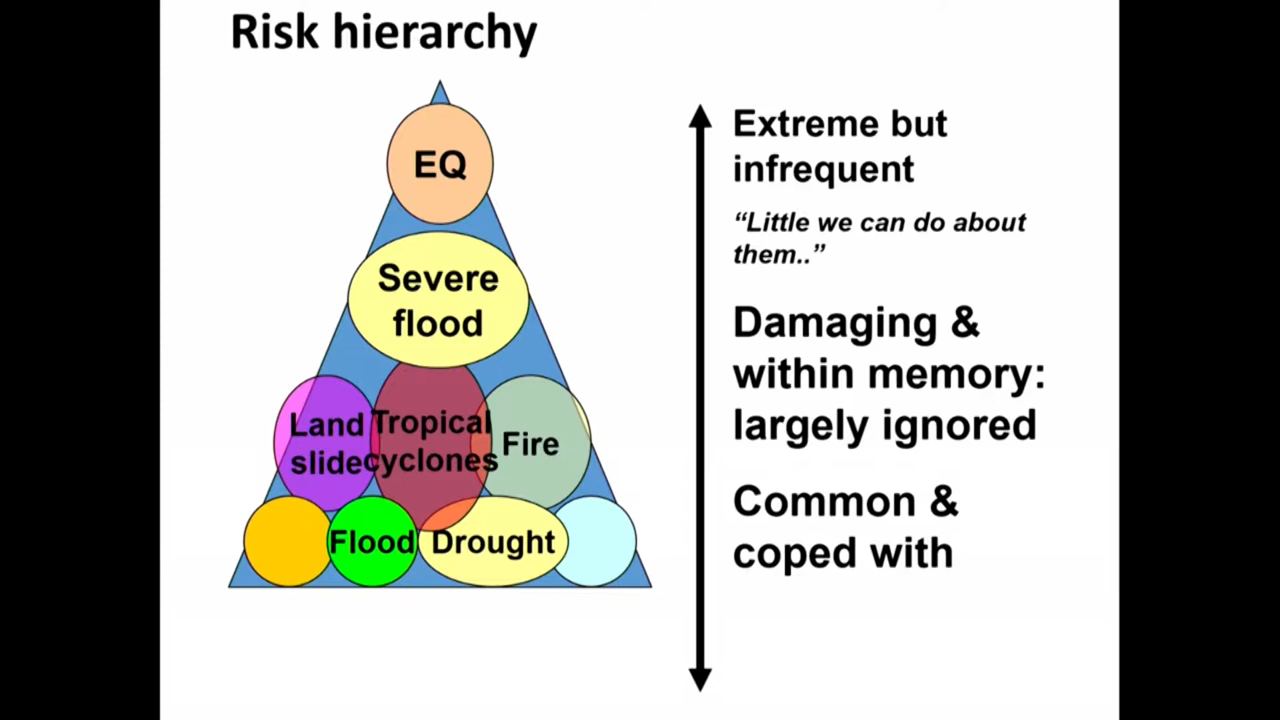 Risk hierarchy
EQ
Severe
flood
Land
slide
Tropical
cyclones
Fire
Flood
Drought
Extreme but
infrequent
“Little we can do about
them..”
Damaging &
within memory:
largely ignored
Common &
coped with